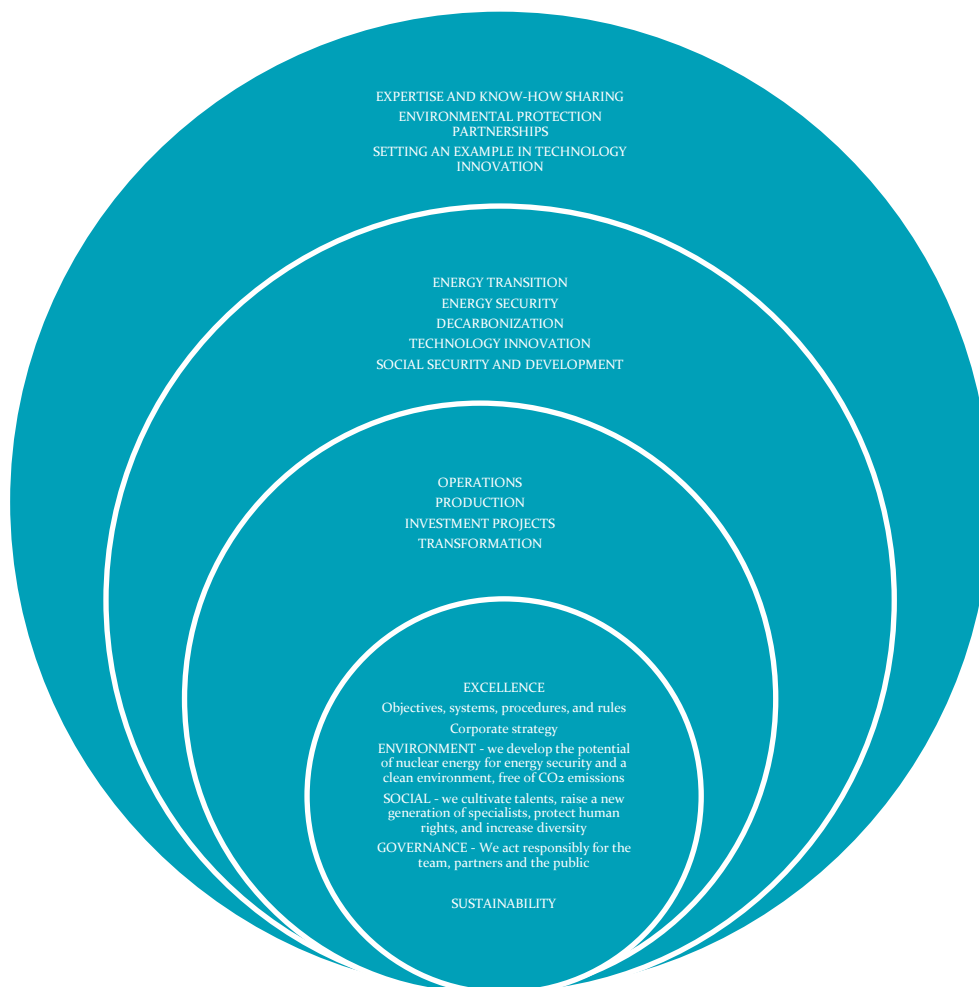 EXPERTISE AND KNOW-HOW SHARING
ENVIRONMENTAL PROTECTION
PARTNERSHIPS
SETTING AN EXAMPLE IN TECHNOLOGY
INNOVATION
ENERGY TRANSITION
ENERGY SECURITY
DECARBONIZATION
TECHNOLOGY INNOVATION
SOCIAL SECURITY AND DEVELOPMENT
OPERATIONS
PRODUCTION
INVESTMENT PROJECTS
TRANSFORMATION
EXCELLENCE
Objectives, systems, procedures, and rules
Corporate strategy
ENVIRONMENT - we develop the potential
of nuclear energy for energy security and a
clean environment, free of CO2 emissions
SOCIAL - we cultivate talents, raise a new
generation of specialists, protect human
rights, and increase diversity
GOVERNANCE - We act responsibly for the
team, partners and the public
SUSTAINABILITY